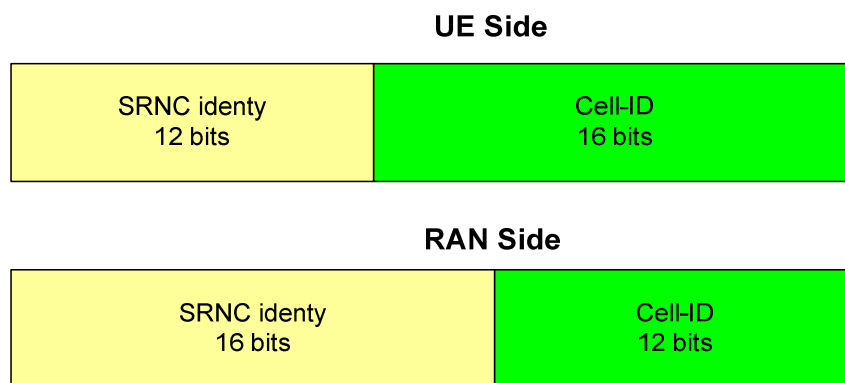 UE Side
SRNC identy
12 bits
Cell-ID
16 bits
RAN Side
SRNC identy
16 bits
Cell-ID
12 bits